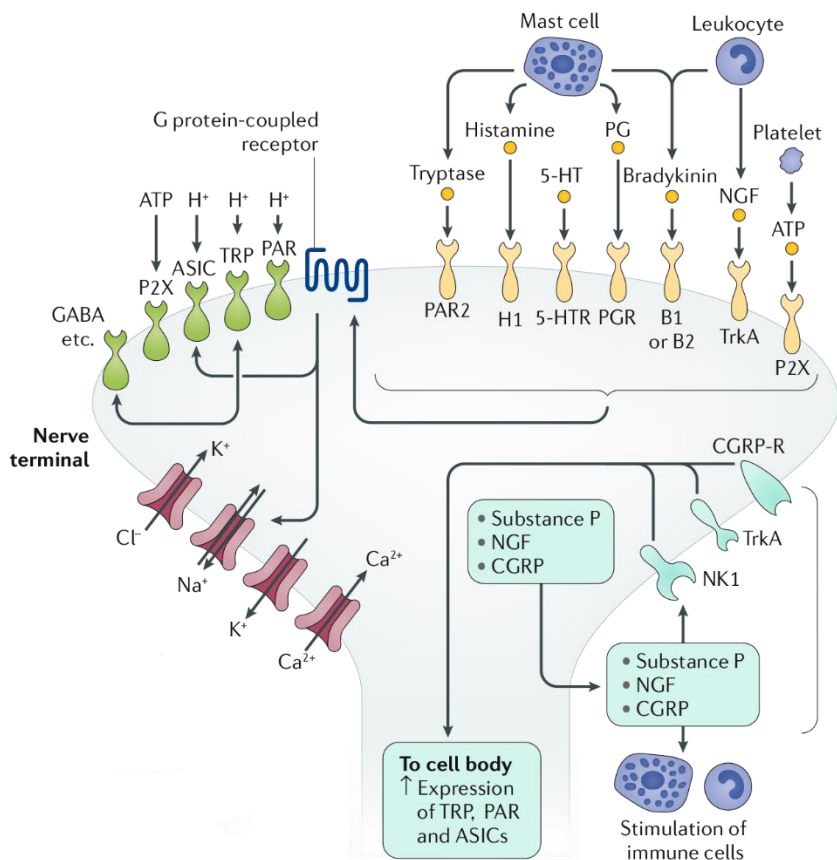 Mast cell
Leukocyte
G protein-coupled
receptor
Histamine
PG
Platelet
Tryptase
5-HT
Bradykinin
NGF
ATP
ATP
H⁺
H⁺
H⁺
P2X
ASIC
TRP
PAR
GABA
etc.
PAR2
H1
5-HTR
PGR
B1
or B2
TrkA
P2X
Nerve
terminal
K⁺
Cl⁻
Na⁺
K⁺
Ca²⁺
Ca²⁺
CGRP-R
TrkA
NK1
• Substance P
• NGF
• CGRP
• Substance P
• NGF
• CGRP
To cell body
↑ Expression
of TRP, PAR
and ASICs
Stimulation of
immune cells